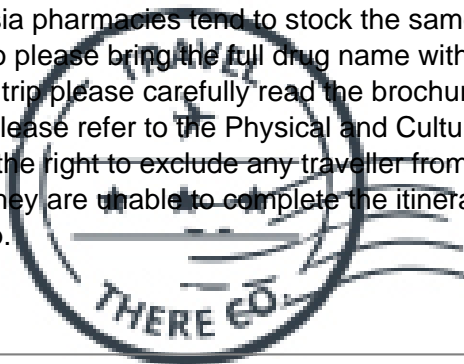 sia pharmacies tend to stock the sam
o please bring the full drug name with
trip please carefully read the brochur
lease refer to the Physical and Cultu
the right to exclude any traveller from
hey are unable to complete the itinera
o.
TRAVEL
THERE CO.